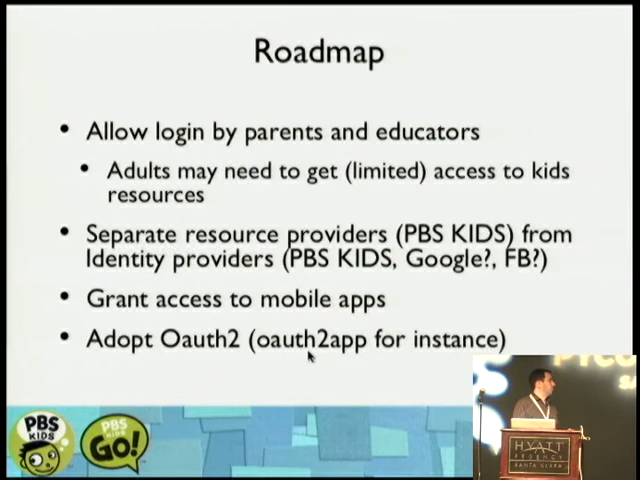 Roadmap
• Allow login by parents and educators
• Adults may need to get (limited) access to kids
resources
• Separate resource providers (PBS KIDS) from
Identity providers (PBS KIDS, Google?, FB?)
• Grant access to mobile apps
• Adopt Oauth2 (oauth2app for instance)
PBS
KIDS
PBS
KIDS
GO!
HYATT
REGENCY
SANTA CLARA